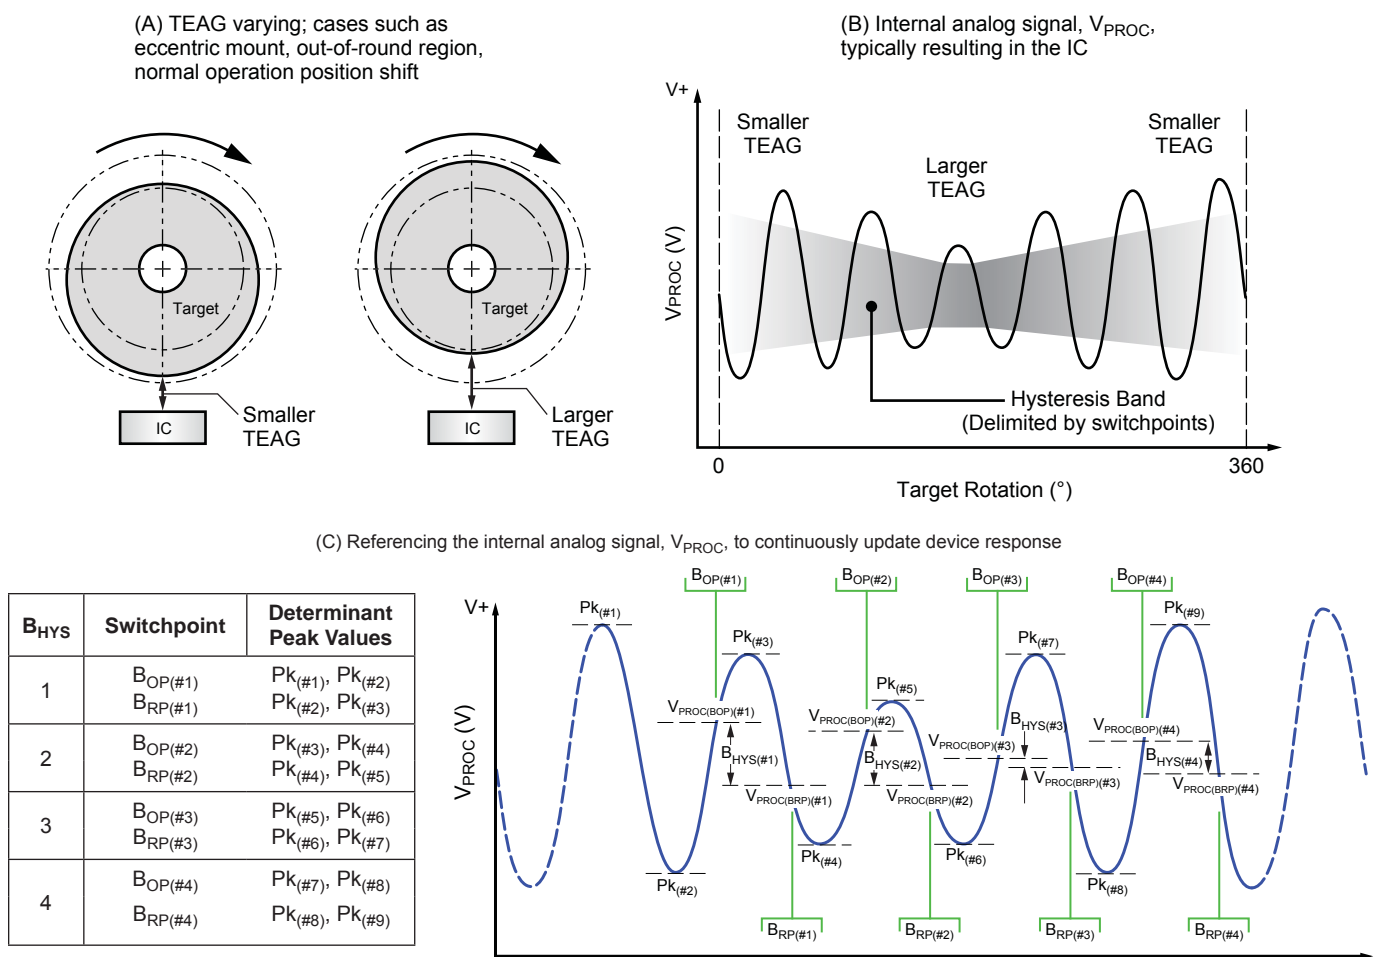 (A) TEAG varying; cases such as
eccentric mount, out-of-round region,
normal operation position shift
Target
IC
Smaller
TEAG
Target
IC
Larger
TEAG
(B) Internal analog signal, VPROC,
typically resulting in the IC
V+
VPROC (V)
Smaller
TEAG
Larger
TEAG
Smaller
TEAG
Hysteresis Band
(Delimited by switchpoints)
0
360
Target Rotation (°)
(C) Referencing the internal analog signal, VPROC, to continuously update device response
BHYS Switchpoint Determinant
Peak Values
1 BOP(#1) Pk(#1), Pk(#2)
BRP(#1) Pk(#2), Pk(#3)
2 BOP(#2) Pk(#3), Pk(#4)
BRP(#2) Pk(#4), Pk(#5)
3 BOP(#3) Pk(#5), Pk(#6)
BRP(#3) Pk(#6), Pk(#7)
4 BOP(#4) Pk(#7), Pk(#8)
BRP(#4) Pk(#8), Pk(#9)
V+
VPROC (V)
BOP(#1)
BOP(#2)
BOP(#3)
BOP(#4)
Pk(#1)
Pk(#3)
Pk(#5)
Pk(#7)
Pk(#9)
VPROC(BOP)(#1)
VPROC(BOP)(#2)
VPROC(BOP)(#3)
VPROC(BOP)(#4)
BHYS(#1)
BHYS(#2)
BHYS(#3)
BHYS(#4)
VPROC(BRP)(#1)
VPROC(BRP)(#2)
VPROC(BRP)(#3)
VPROC(BRP)(#4)
Pk(#2)
Pk(#4)
Pk(#6)
Pk(#8)
BRP(#1)
BRP(#2)
BRP(#3)
BRP(#4)